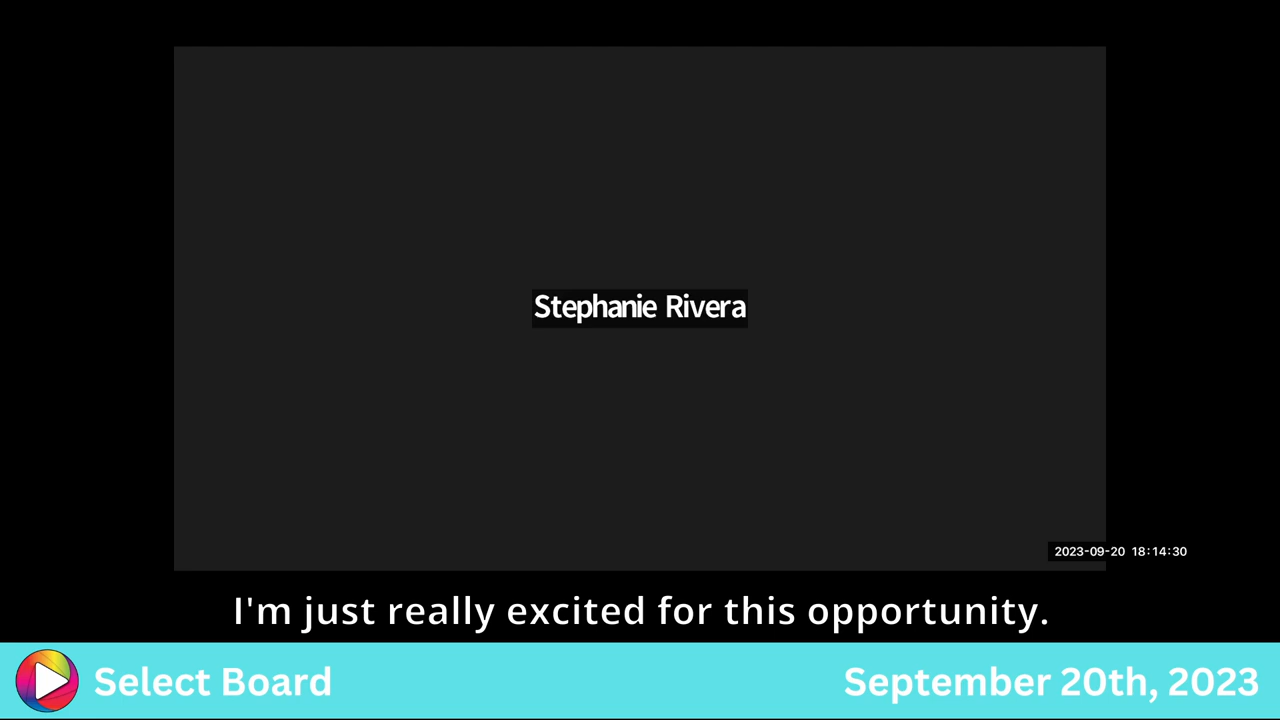 Stephanie Rivera
2023-09-20 18:14:30
I'm just really excited for this opportunity.
Select Board
September 20th, 2023